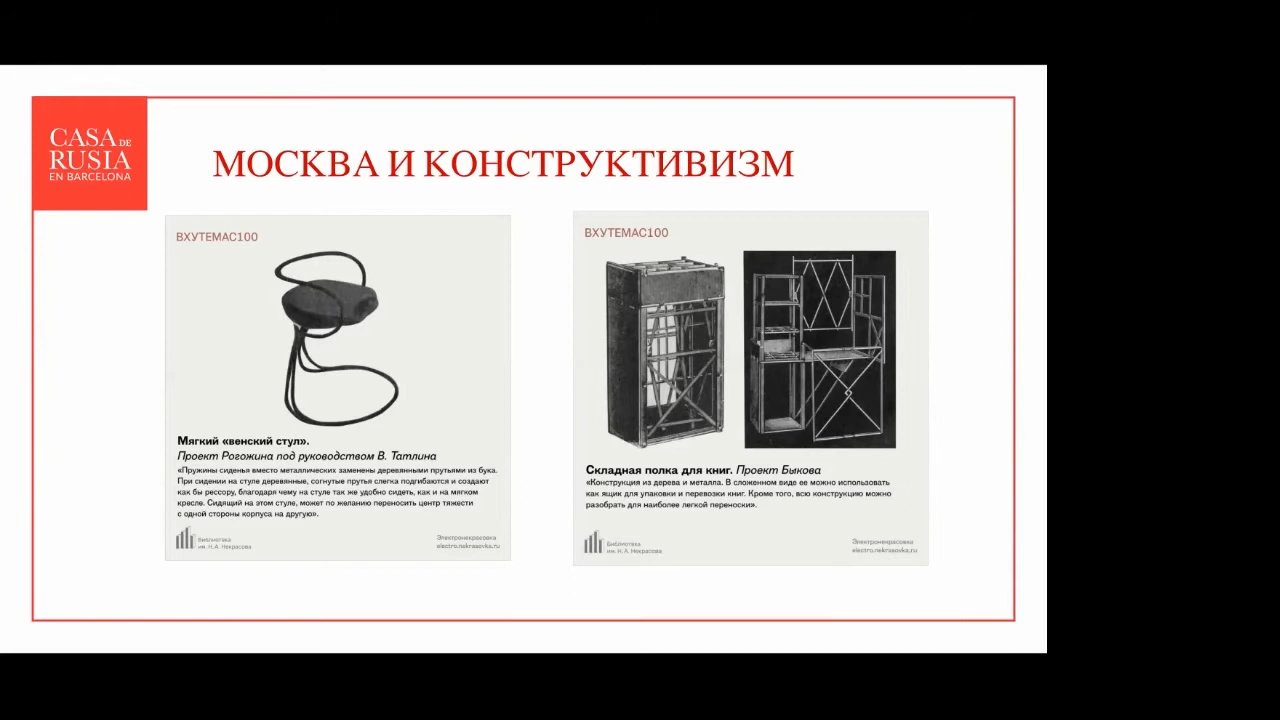 CASA DE
RUSIA
EN BARCELONA
МОСКВА И КОНСТРУКТИВИЗМ
ВХУТЕМАС100
Мягкий «венский стул».
Проект Рогожина под руководством В. Татлина
«Пружины сиденья вместо металлических заменены деревянными прутьями из бука.
При сидении на стуле деревянные, согнутые прутья слегка подгибаются и создают
как бы рессору, благодаря чему на стуле так же удобно сидеть, как и на мягком
кресле. Сидящий на этом стуле, может по желанию переносить центр тяжести
с одной стороны корпуса на другую».
Библиотека
им. Н. А. Некрасова
Электронекрасовка
electro.nekrasovka.ru
ВХУТЕМАС100
Складная полка для книг. Проект Быкова
«Конструкция из дерева и металла. В сложенном виде ее можно использовать
как ящик для упаковки и перевозки книг. Кроме того, всю конструкцию можно
разобрать для наиболее легкой переноски».
Библиотека
им. Н. А. Некрасова
Электронекрасовка
electro.nekrasovka.ru